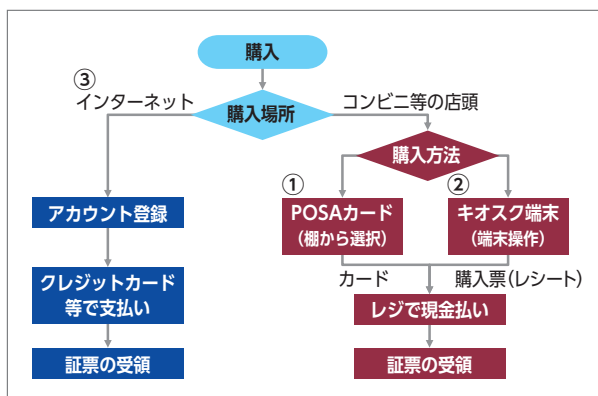 購入
③
インターネット
購入場所
コンビニ等の店頭
購入方法
①
POSAカード
(棚から選択)
②
キオスク端末
(端末操作)
アカウント登録
クレジットカード
等で支払い
カード
購入票(レシート)
レジで現金払い
証票の受領
証票の受領